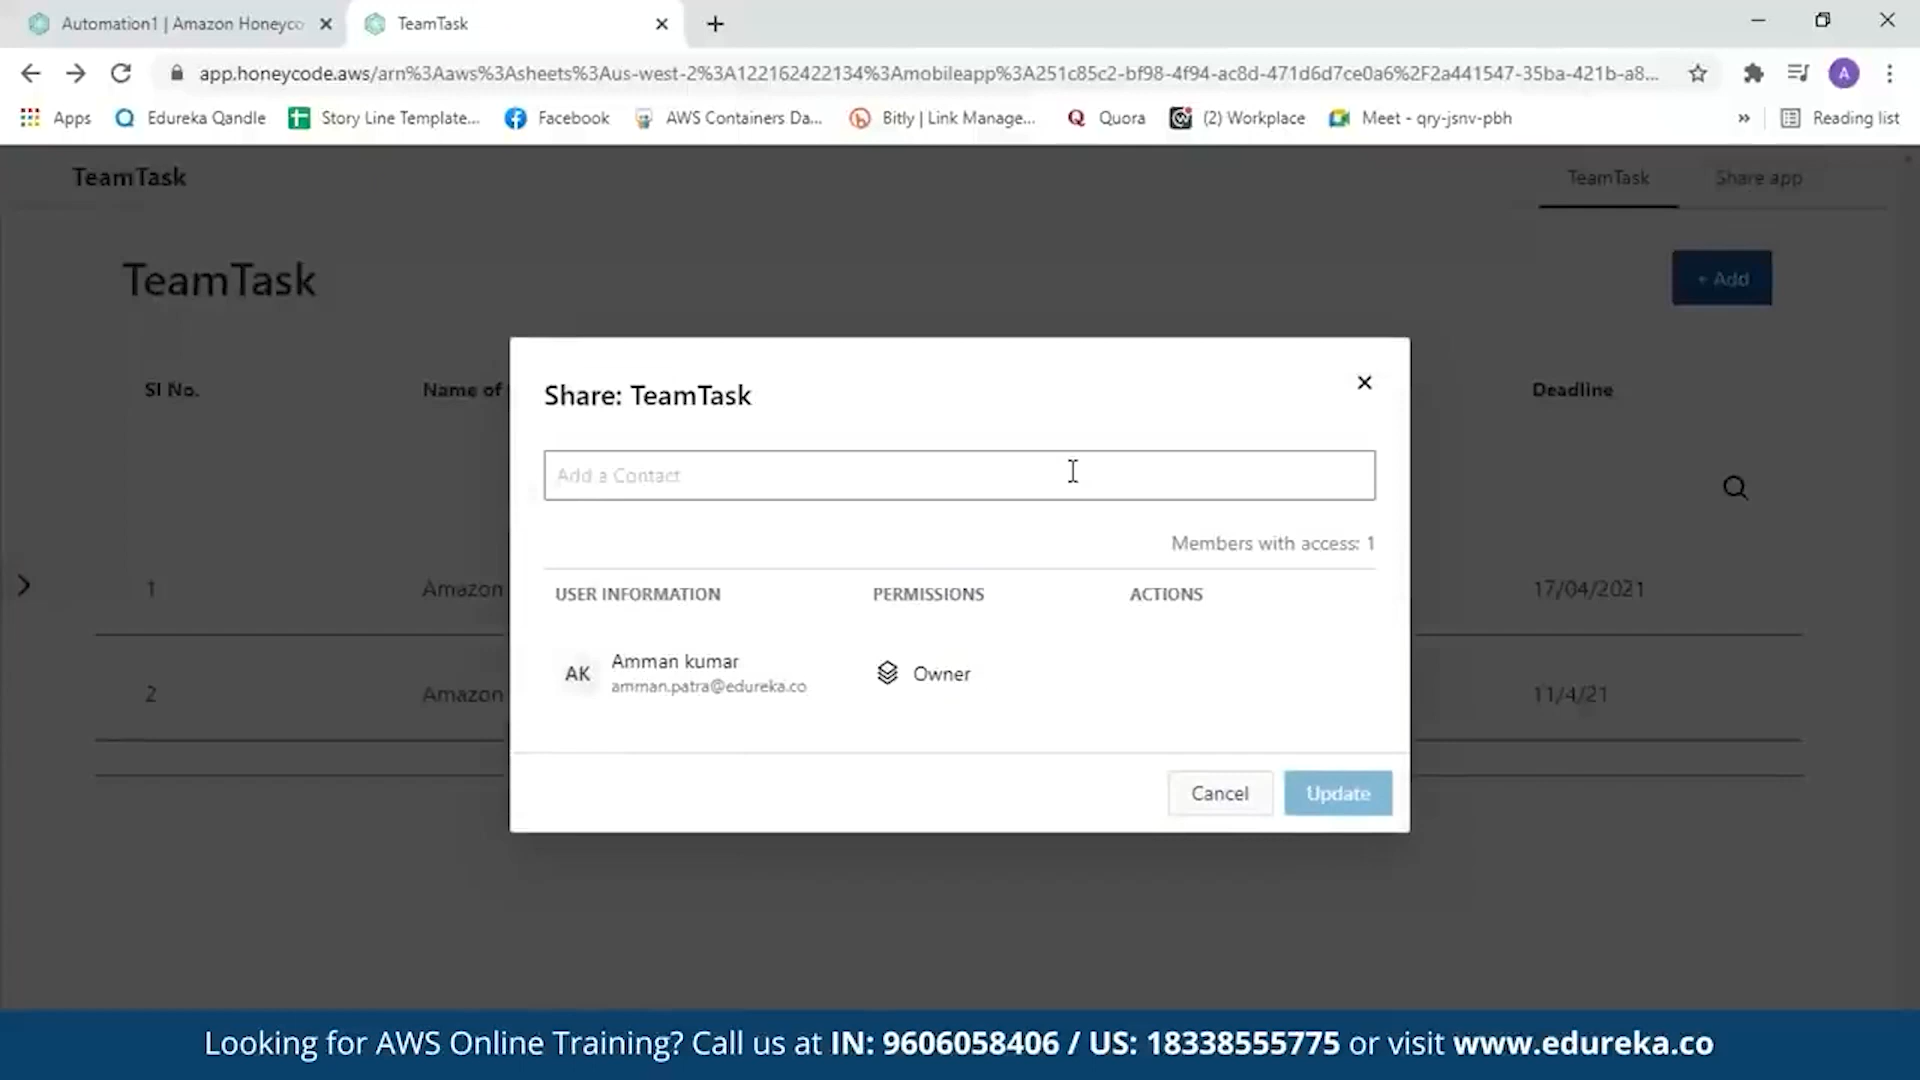 Automation1 | Amazon Honeyco
TeamTask
app.honeycode.aws/arn%3Aaws%3Asheets%3Aus-west-2%3A122162422134%3Amobileapp%3A251c85c2-bf98-4f94-ac8d-471d6d7ce0a6%2F2a441547-35ba-421b-a8...
A
Apps Edureka Qandle Story Line Template... Facebook AWS Containers Da... Bitly | Link Manage... Quora (2) Workplace Meet - qry-jsnv-pbh » Reading list
TeamTask TeamTask Share app
TeamTask + Add
Sl No. Name of Deadline
1 Amazon 17/04/2021
2 Amazon 11/4/21
Share: TeamTask
Add a Contact
Members with access: 1
USER INFORMATION PERMISSIONS ACTIONS
AK Amman kumar Owner
amman.patra@edureka.co
Cancel Update
Looking for AWS Online Training? Call us at IN: 9606058406 / US: 18338555775 or visit www.edureka.co